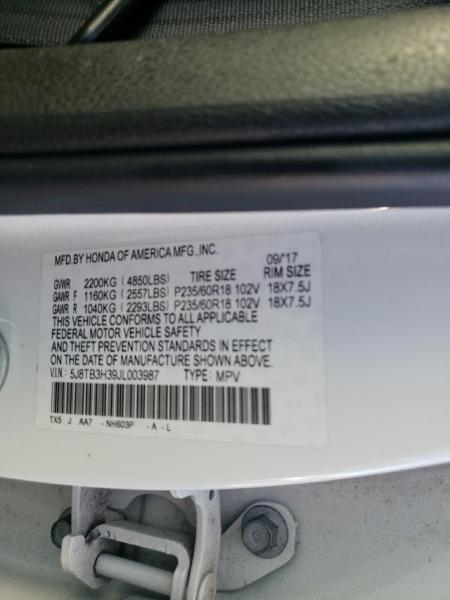 MFD.BY HONDA OF AMERICA MFG.,INC. 09/17
GVWR 2200KG (4850LBS) TIRE SIZE RIM SIZE
GAWR F 1160KG (2557LBS) P235/60R18 102V 18X7.5J
GAWR R 1040KG (2293LBS) P235/60R18 102V 18X7.5J
THIS VEHICLE CONFORMS TO ALL APPLICABLE
FEDERAL MOTOR VEHICLE SAFETY
AND THEFT PREVENTION STANDARDS IN EFFECT
ON THE DATE OF MANUFACTURE SHOWN ABOVE.
V.I.N.: 5J8TB3H39JL003987 TYPE: MPV
TX5 J AA7 -NH603P -A-L